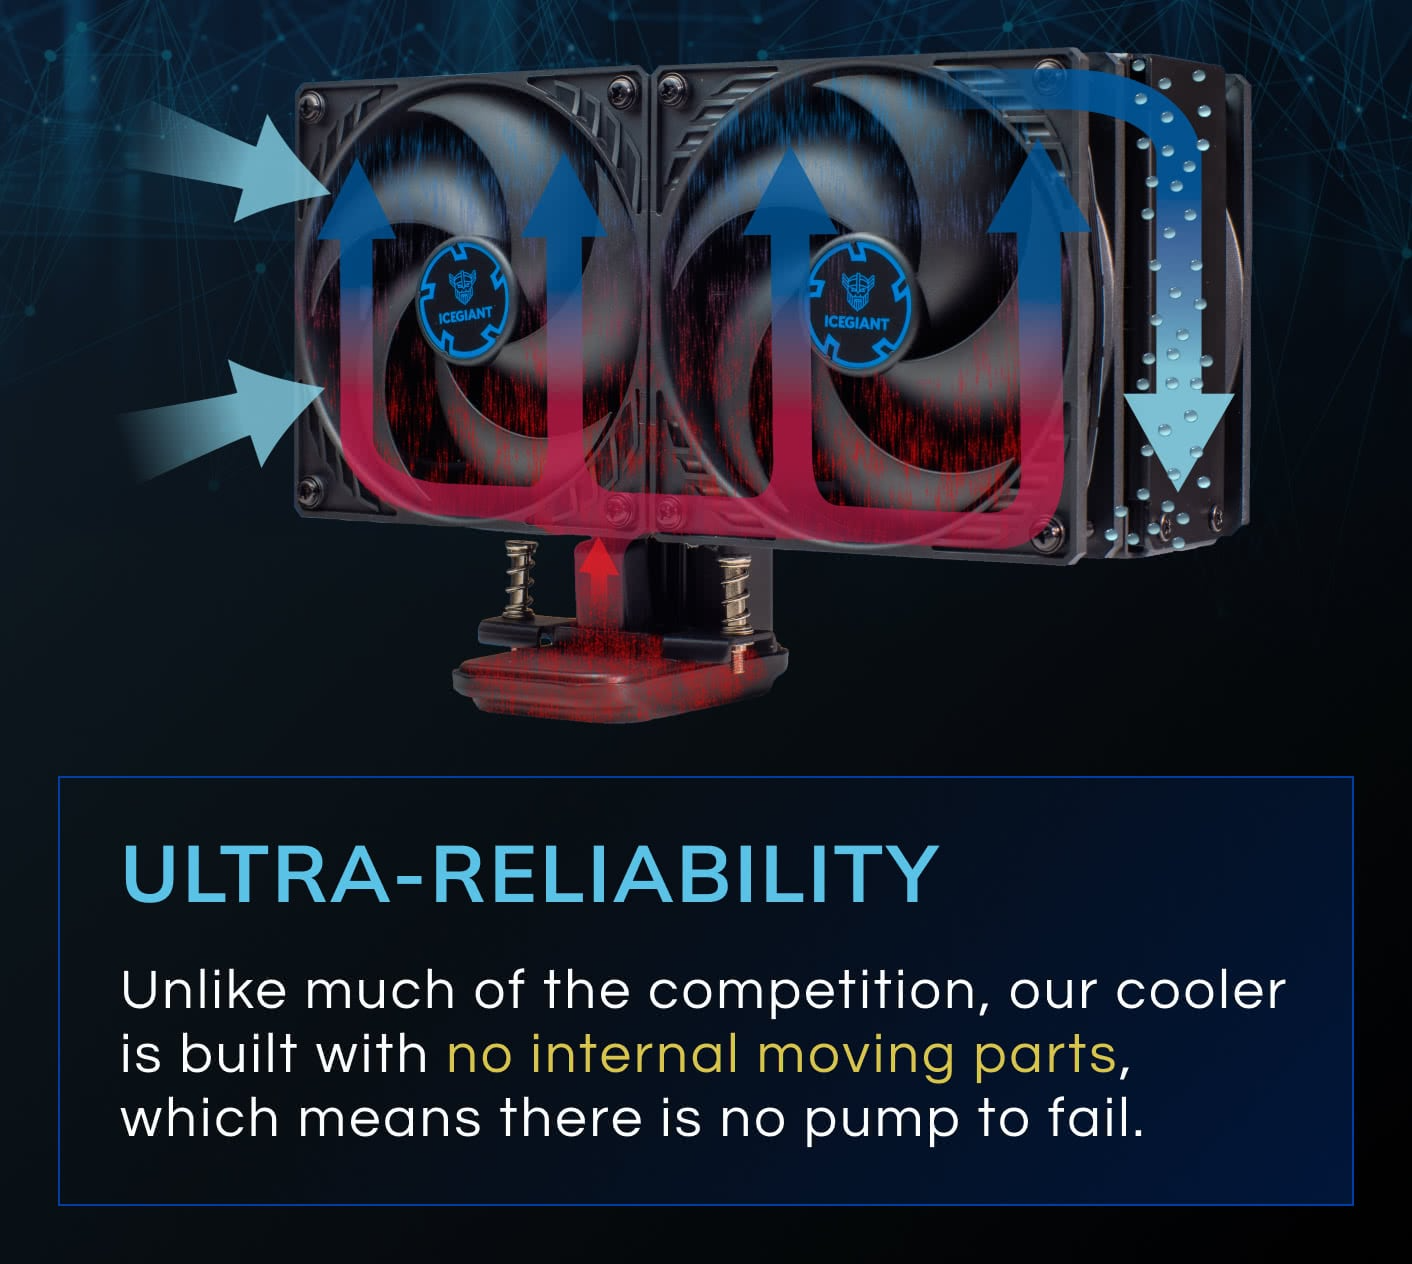 ICEGIANT
ICEGIANT
ULTRA-RELIABILITY
Unlike much of the competition, our cooler
is built with no internal moving parts,
which means there is no pump to fail.